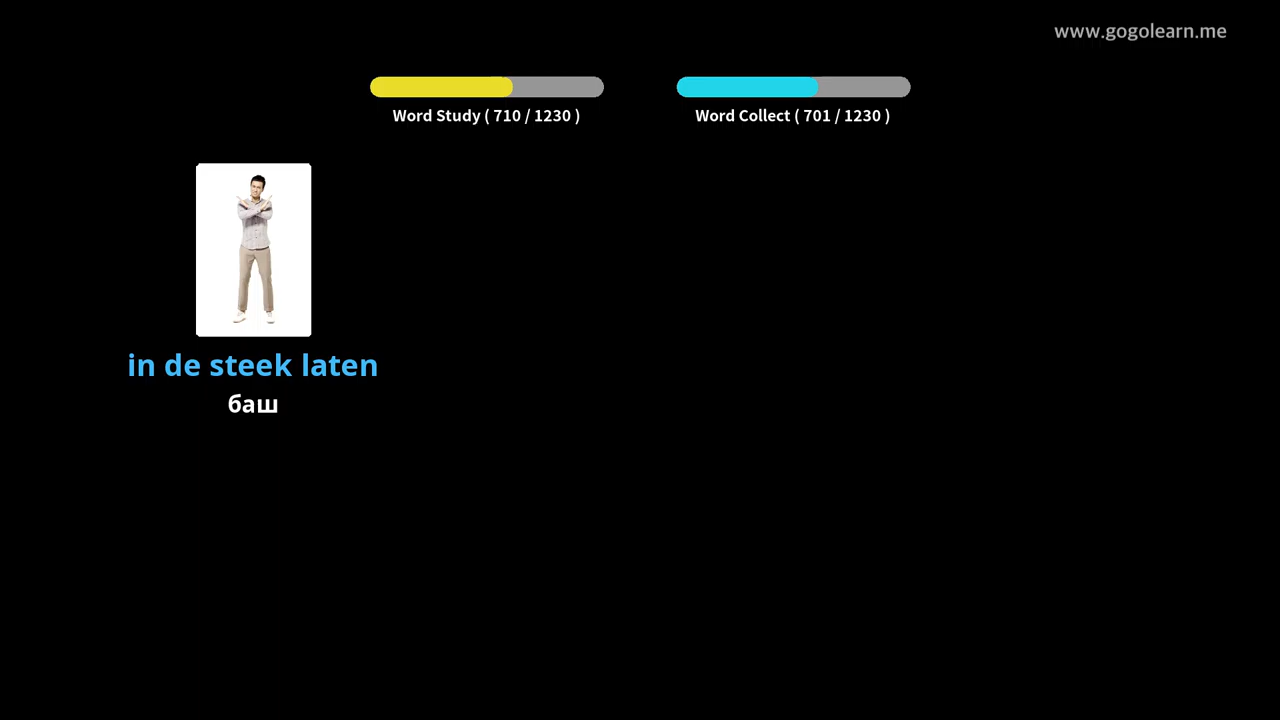 www.gogolearn.me
Word Study ( 710 / 1230 )
Word Collect ( 701 / 1230 )
in de steek laten
баш